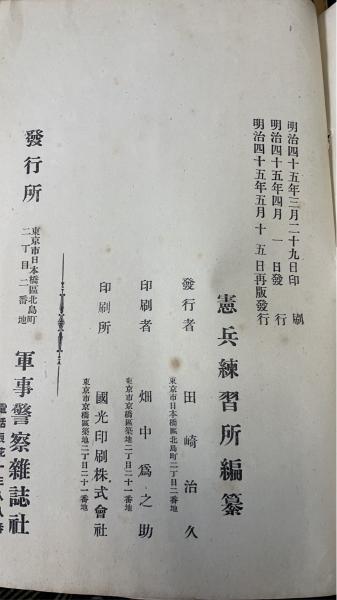 明治四十五年三月二十九日印刷
明治四十五年四月一日發行
明治四十五年五月十五日再版發行
憲兵練習所編纂
發行者 田崎治久
東京市日本橋區北島町二丁目二番地
印刷者 畑中爲之助
東京市京橋區築地二丁目二十一番地
印刷所 國光印刷株式會社
東京市京橋區築地二丁目二十一番地
發行所
東京市日本橋區北島町
二丁目二番地
軍事警察雜誌社
電話浪花